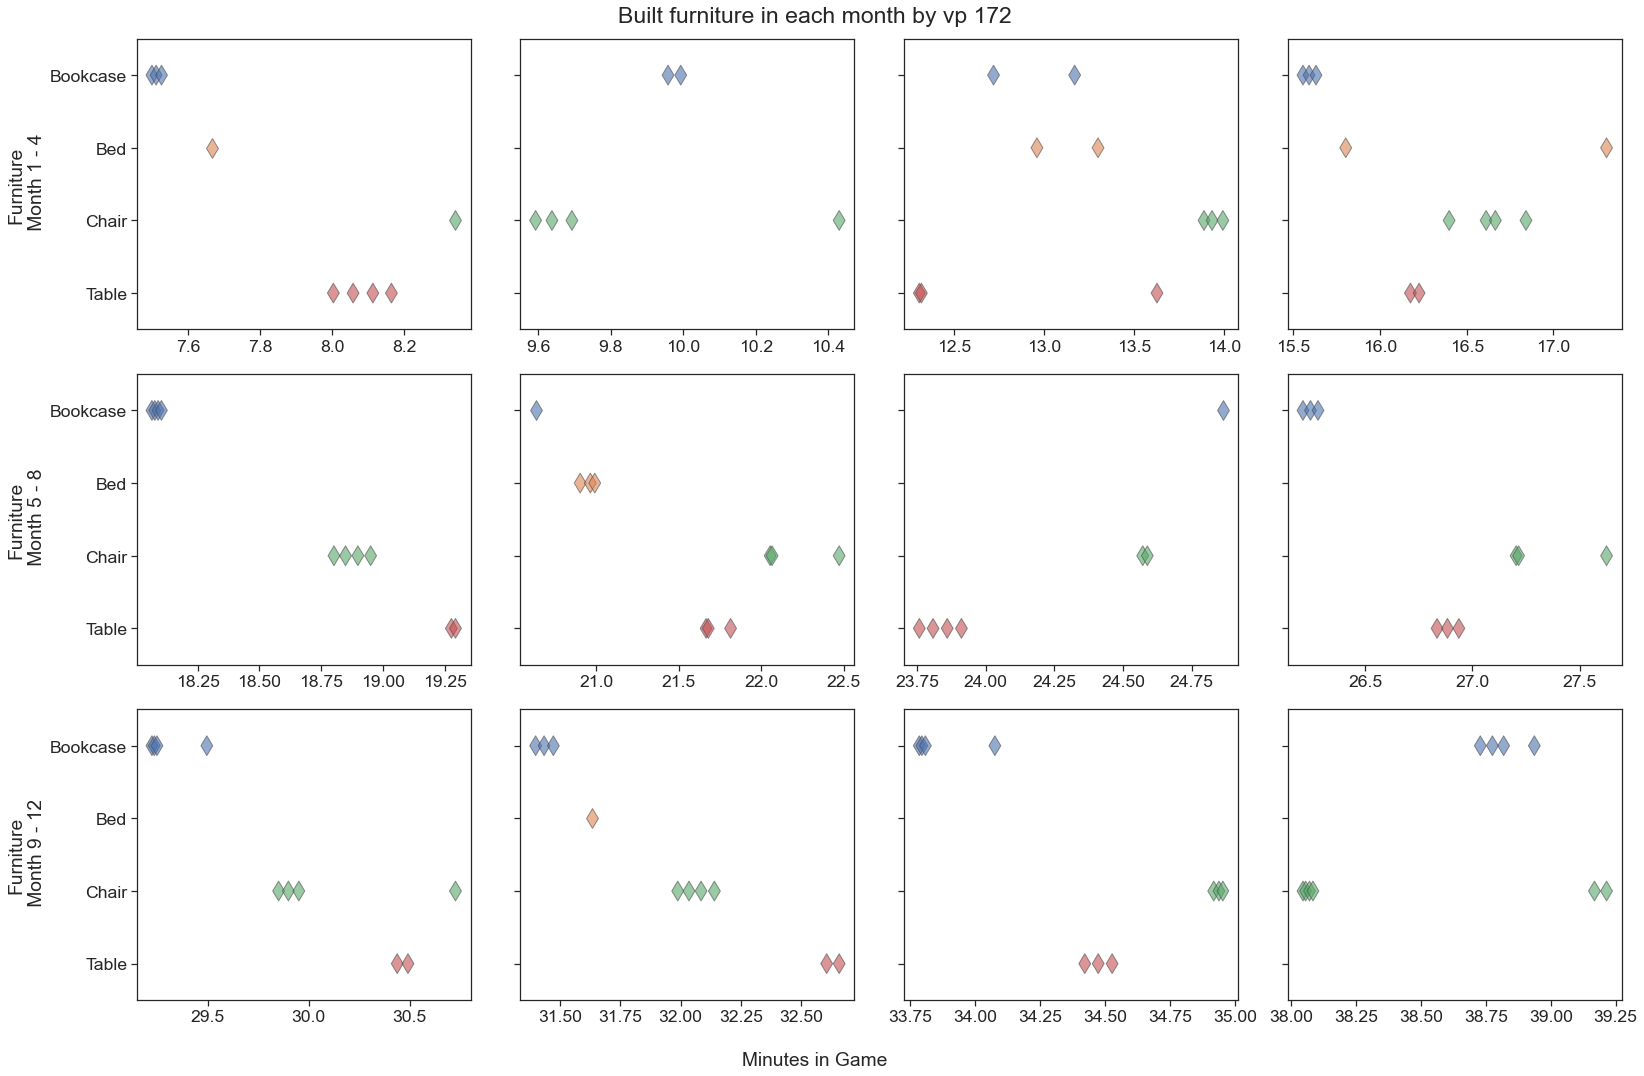 Built furniture in each month by vp 172
Furniture
Month 1 - 4
Bookcase
Bed
Chair
Table
7.6 7.8 8.0 8.2
9.6 9.8 10.0 10.2 10.4
12.5 13.0 13.5 14.0
15.5 16.0 16.5 17.0
Furniture
Month 5 - 8
Bookcase
Bed
Chair
Table
18.25 18.50 18.75 19.00 19.25
21.0 21.5 22.0 22.5
23.75 24.00 24.25 24.50 24.75
26.5 27.0 27.5
Furniture
Month 9 - 12
Bookcase
Bed
Chair
Table
29.5 30.0 30.5
31.50 31.75 32.00 32.25 32.50
33.75 34.00 34.25 34.50 34.75 35.00
38.00 38.25 38.50 38.75 39.00 39.25
Minutes in Game